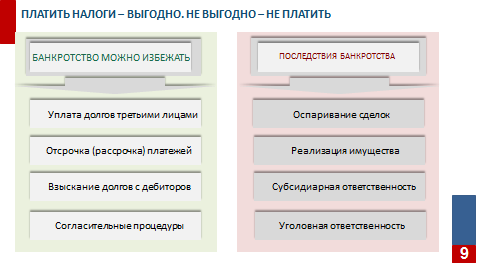 ПЛАТИТЬ НАЛОГИ – ВЫГОДНО. НЕ ВЫГОДНО – НЕ ПЛАТИТЬ
БАНКРОТСТВО МОЖНО ИЗБЕЖАТЬ
Уплата долгов третьими лицами
Отсрочка (рассрочка) платежей
Взыскание долгов с дебиторов
Согласительные процедуры
ПОСЛЕДСТВИЯ БАНКРОТСТВА
Оспаривание сделок
Реализация имущества
Субсидиарная ответственность
Уголовная ответственность
9